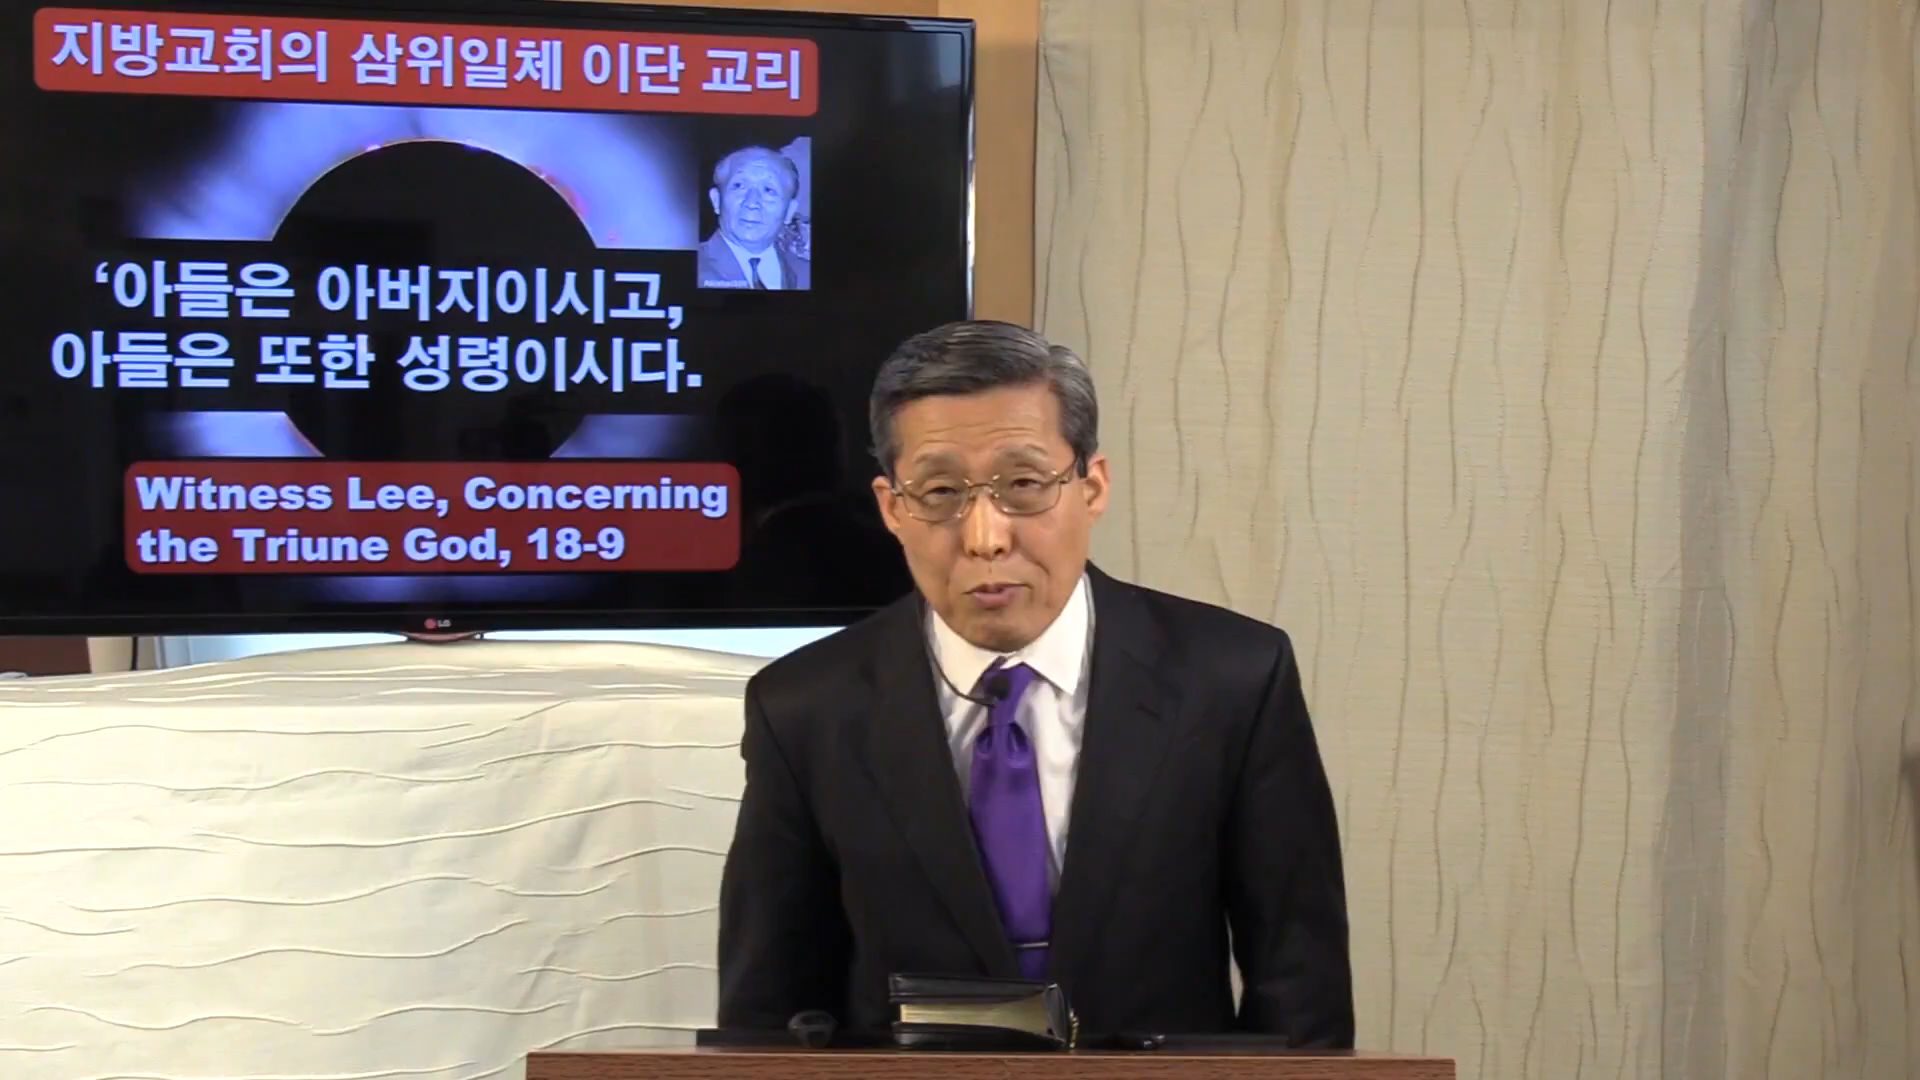 지방교회의 삼위일체 이단 교리
‘아들은 아버지이시고,
아들은 또한 성령이시다.
Witness Lee, Concerning
the Triune God, 18-9
LG